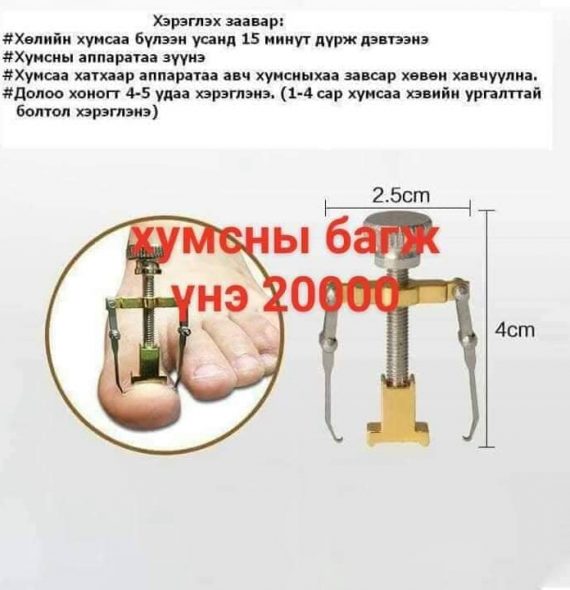 Хэрэглэх заавар:
#Хөлийн хумсаа бүлээн усанд 15 минут дүрж дэвтээнэ
#Хумсны аппаратаа зүүнэ
#Хумсаа хатхаар аппаратаа авч хумсныхаа завсар хөвөн хавчуулна.
#Долоо хоногт 4-5 удаа хэрэглэнэ. (1-4 сар хумсаа хэвийн ургалттай
болтол хэрэглэнэ)
2.5cm
хумсны багж
үнэ 20000
4cm